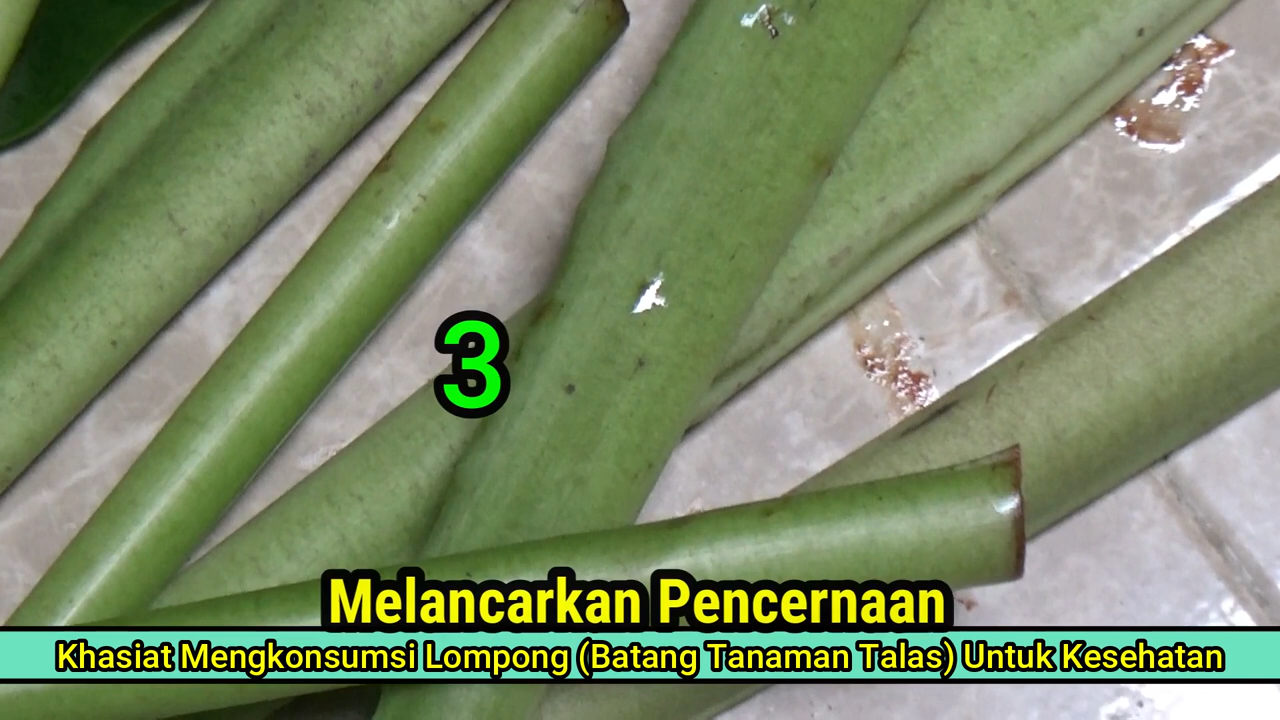 3
Melancarkan Pencernaan
Khasiat Mengkonsumsi Lompong (Batang Tanaman Talas) Untuk Kesehatan